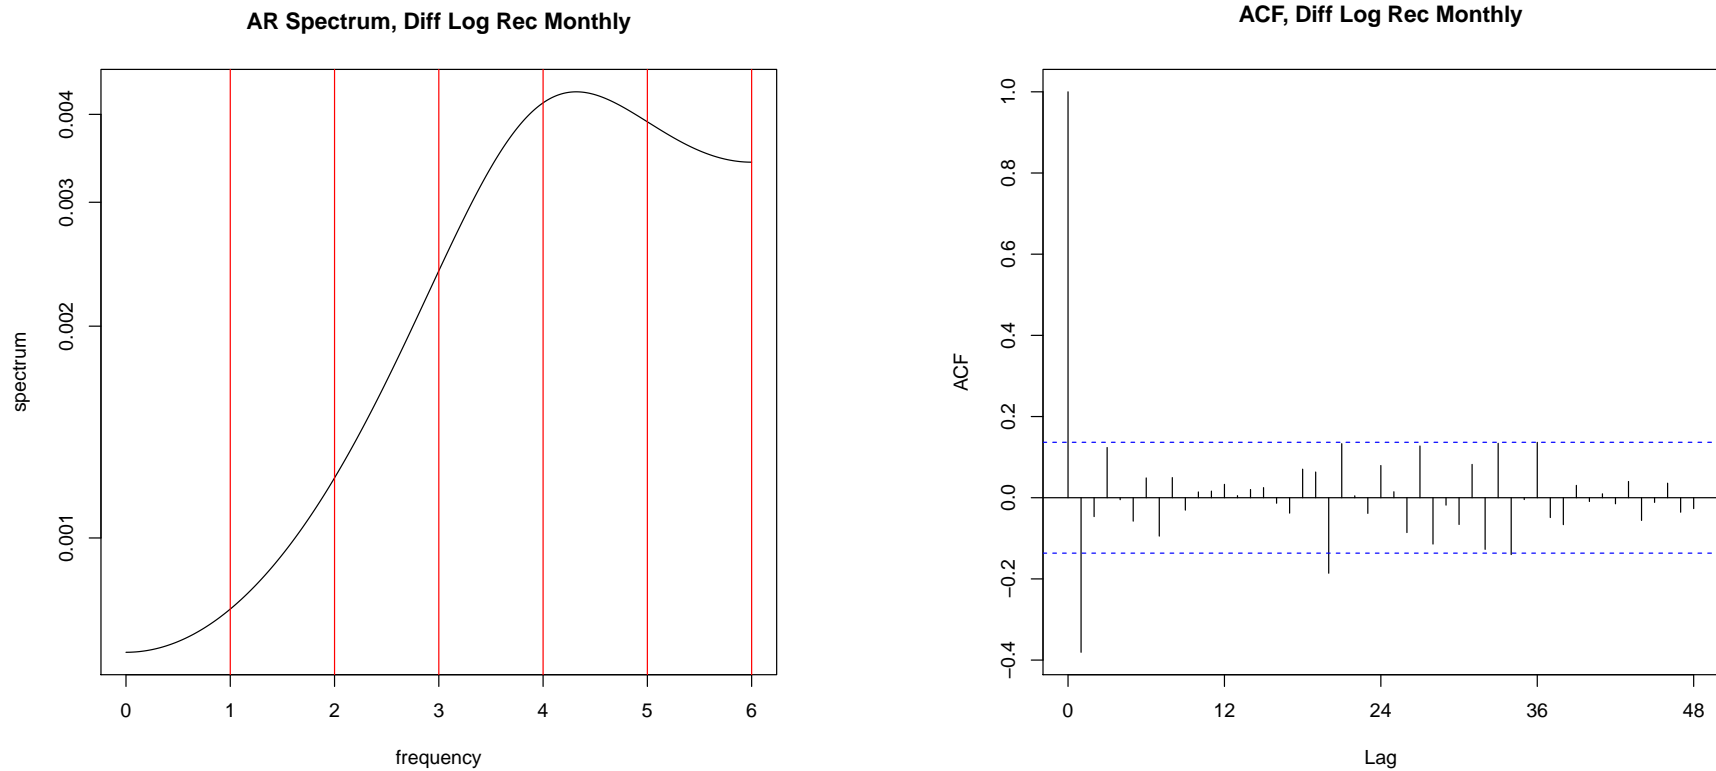 AR Spectrum, Diff Log Rec Monthly
spectrum
0.001
0.002
0.003
0.004
0 1 2 3 4 5 6
frequency
ACF, Diff Log Rec Monthly
ACF
−0.4
−0.2
0.0
0.2
0.4
0.6
0.8
1.0
0 12 24 36 48
Lag